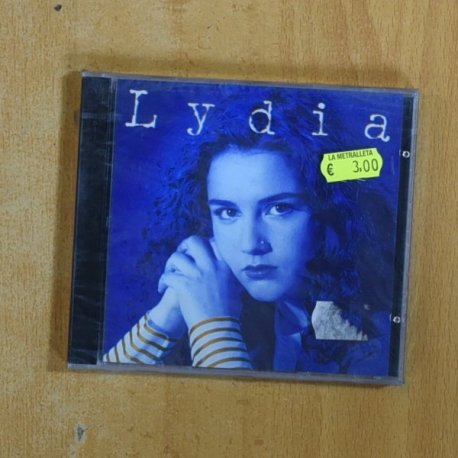 Lydia
LA METRALLETA
€ 3,00